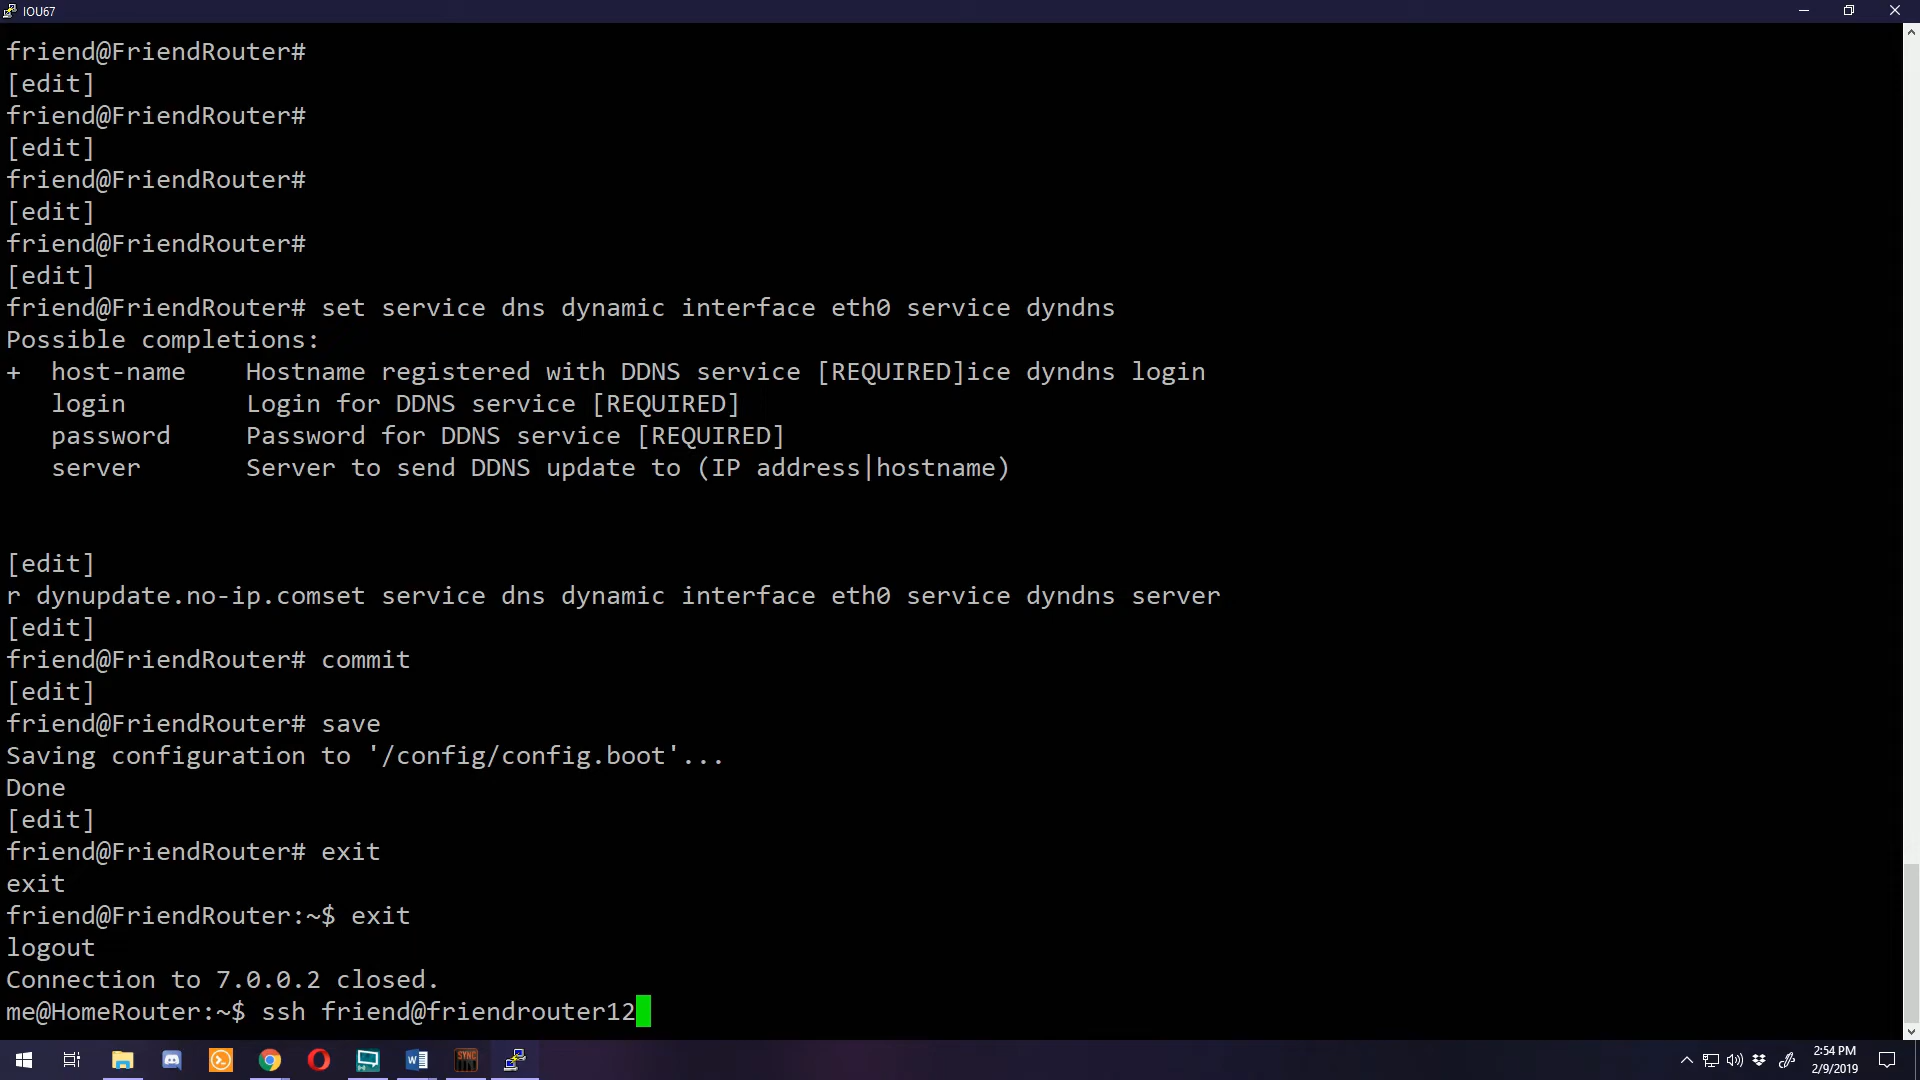 IOU67
friend@FriendRouter#
[edit]
friend@FriendRouter#
[edit]
friend@FriendRouter#
[edit]
friend@FriendRouter#
[edit]
friend@FriendRouter# set service dns dynamic interface eth0 service dyndns
Possible completions:
+  host-name    Hostname registered with DDNS service [REQUIRED]ice dyndns login
   login        Login for DDNS service [REQUIRED]
   password     Password for DDNS service [REQUIRED]
   server       Server to send DDNS update to (IP address|hostname)
[edit]
r dynupdate.no-ip.comset service dns dynamic interface eth0 service dyndns server
[edit]
friend@FriendRouter# commit
[edit]
friend@FriendRouter# save
Saving configuration to '/config/config.boot'...
Done
[edit]
friend@FriendRouter# exit
exit
friend@FriendRouter:~$ exit
logout
Connection to 7.0.0.2 closed.
me@HomeRouter:~$ ssh friend@friendrouter12
SYNC
2:54 PM
2/9/2019